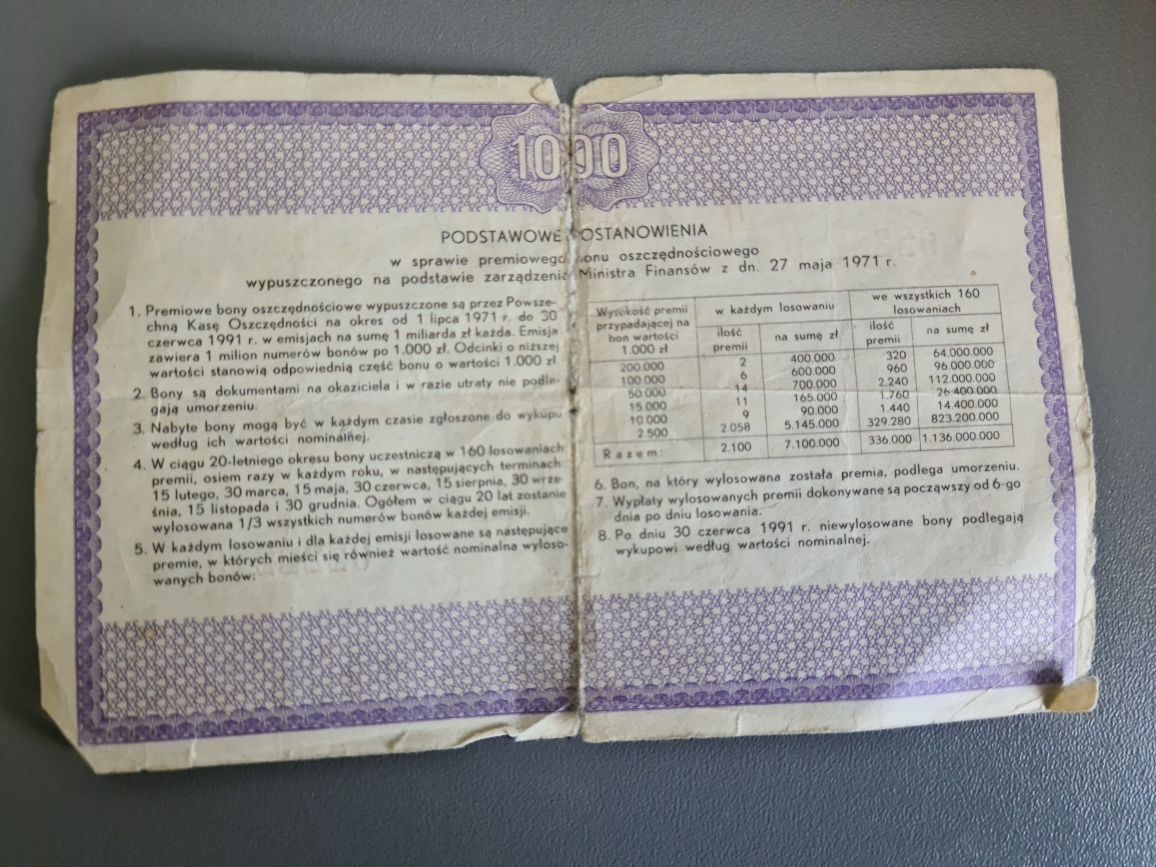 1000
PODSTAWOWE POSTANOWIENIA
w sprawie premiowego bonu oszczędnościowego
wypuszczonego na podstawie zarządzenia Ministra Finansów z dn. 27 maja 1971 r.
1. Premiowe bony oszczędnościowe wypuszczone są przez Powsze-
chną Kasę Oszczędności na okres od 1 lipca 1971 r. do 30
czerwca 1991 r. w emisjach na sumę 1 miliarda zł każda. Emisja
zawiera 1 milion numerów bonów po 1.000 zł. Odcinki o niższej
wartości stanowią odpowiednią część bonu o wartości 1.000 zł.
2. Bony są dokumentami na okaziciela i w razie utraty nie podle-
gają umorzeniu.
3. Nabyte bony mogą być w każdym czasie zgłoszone do wykupu
według ich wartości nominalnej.
4. W ciągu 20-letniego okresu bony uczestniczą w 160 losowaniach
premii, osiem razy w każdym roku, w następujących terminach:
15 lutego, 30 marca, 15 maja, 30 czerwca, 15 sierpnia, 30 wrze-
śnia, 15 listopada i 30 grudnia. Ogółem w ciągu 20 lat zostanie
wylosowana 1/3 wszystkich numerów bonów każdej emisji.
5. W każdym losowaniu i dla każdej emisji losowane są następujące
premie, w których mieści się również wartość nominalna wyloso-
wanych bonów:
Wysokość premii przypadającej na bon wartości 1.000 zł
w każdym losowaniu
we wszystkich 160 losowaniach
ilość premii
na sumę zł
ilość premii
na sumę zł
200.000 2 400.000 320 64.000.000
100.000 6 600.000 960 96.000.000
50.000 14 700.000 2.240 112.000.000
15.000 11 165.000 1.760 26.400.000
10.000 9 90.000 1.440 14.400.000
2.500 2.058 5.145.000 329.280 823.200.000
Razem: 2.100 7.100.000 336.000 1.136.000.000
6. Bon, na który wylosowana została premia, podlega umorzeniu.
7. Wypłaty wylosowanych premii dokonywane są począwszy od 6-go
dnia po dniu losowania.
8. Po dniu 30 czerwca 1991 r. niewylosowane bony podlegają
wykupowi według wartości nominalnej.